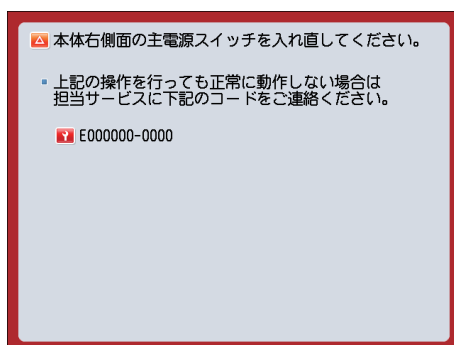 本体右側面の主電源スイッチを入れ直してください。
上記の操作を行っても正常に動作しない場合は
担当サービスに下記のコードをご連絡ください。
E000000-0000